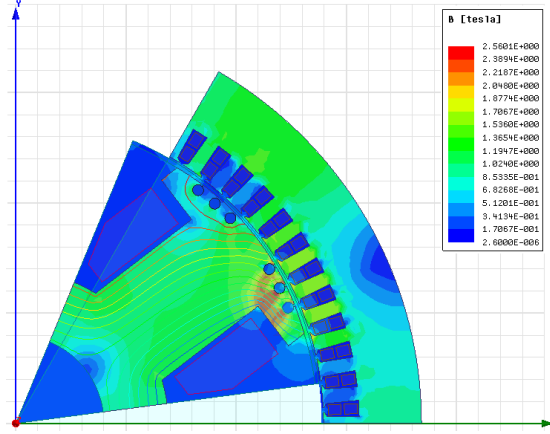 Y
B [tesla]
2.5601E+000
2.3894E+000
2.2187E+000
2.0480E+000
1.8774E+000
1.7067E+000
1.5360E+000
1.3654E+000
1.1947E+000
1.0240E+000
8.5335E-001
6.8268E-001
5.1201E-001
3.4134E-001
1.7067E-001
2.6000E-006